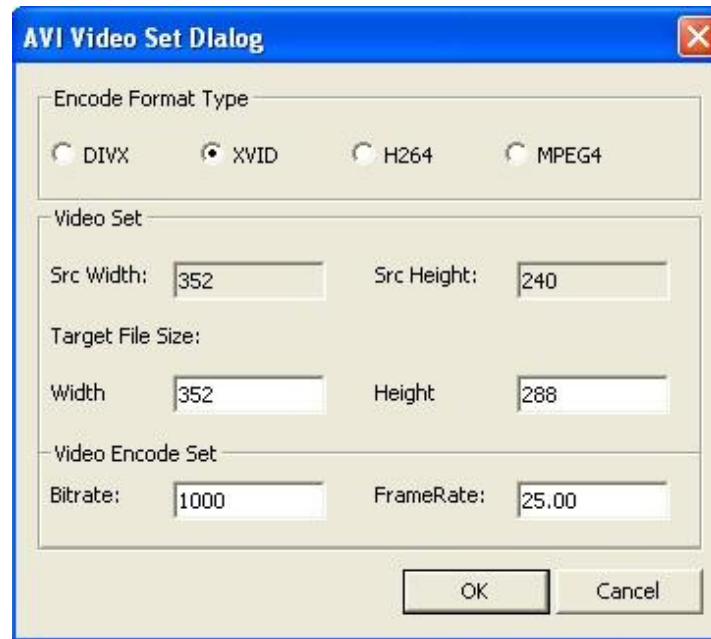 AVI Video Set DIalog
Encode Format Type
DIVX XVID H264 MPEG4
Video Set
Src Width: 352 Src Height: 240
Target File Size:
Width 352 Height 288
Video Encode Set
Bitrate: 1000 FrameRate: 25.00
OK Cancel